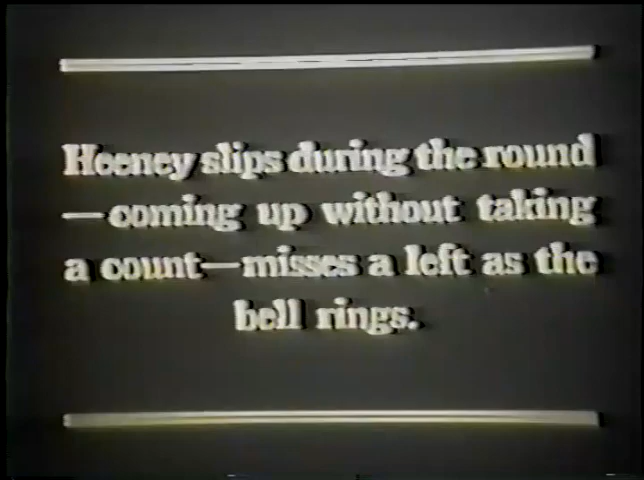 Heeney slips during the round
—coming up without taking
a count—misses a left as the
bell rings.